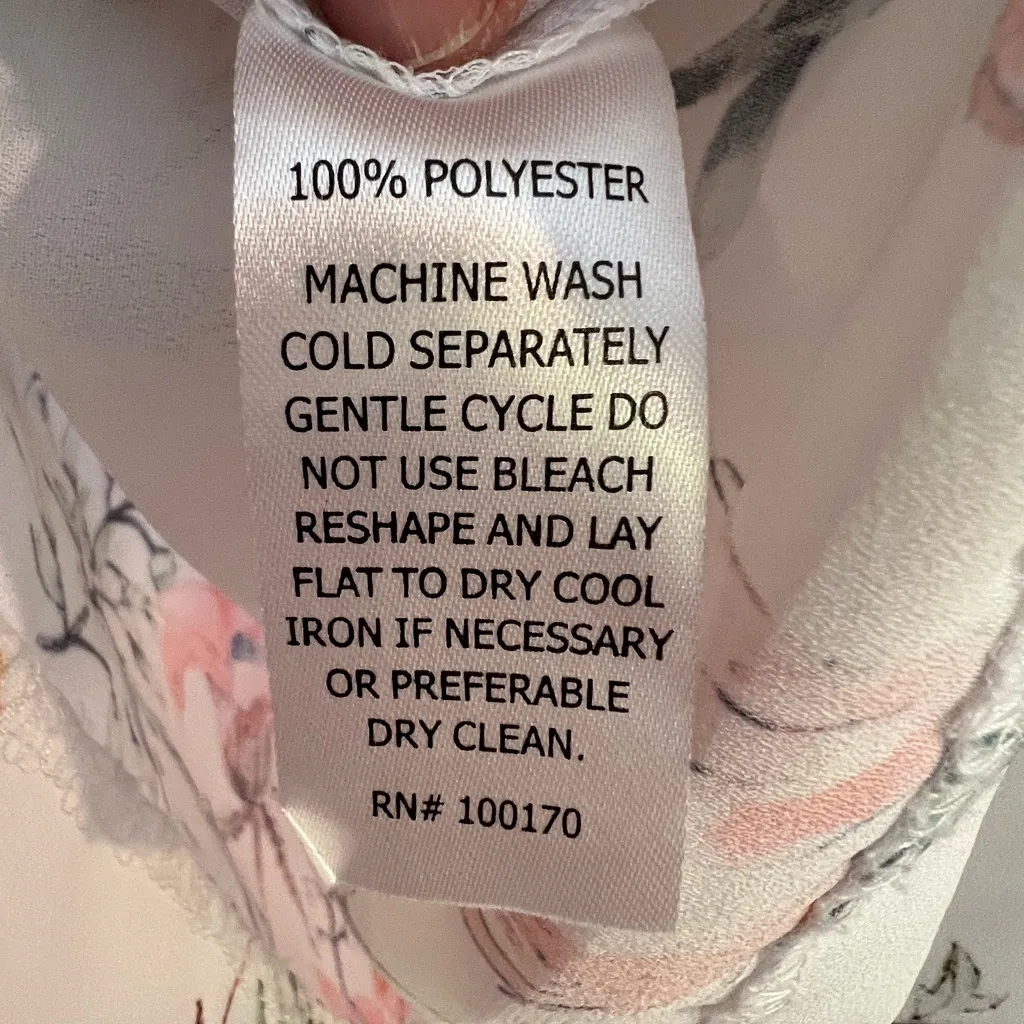 100% POLYESTER
MACHINE WASH
COLD SEPARATELY
GENTLE CYCLE DO
NOT USE BLEACH
RESHAPE AND LAY
FLAT TO DRY COOL
IRON IF NECESSARY
OR PREFERABLE
DRY CLEAN.
RN# 100170